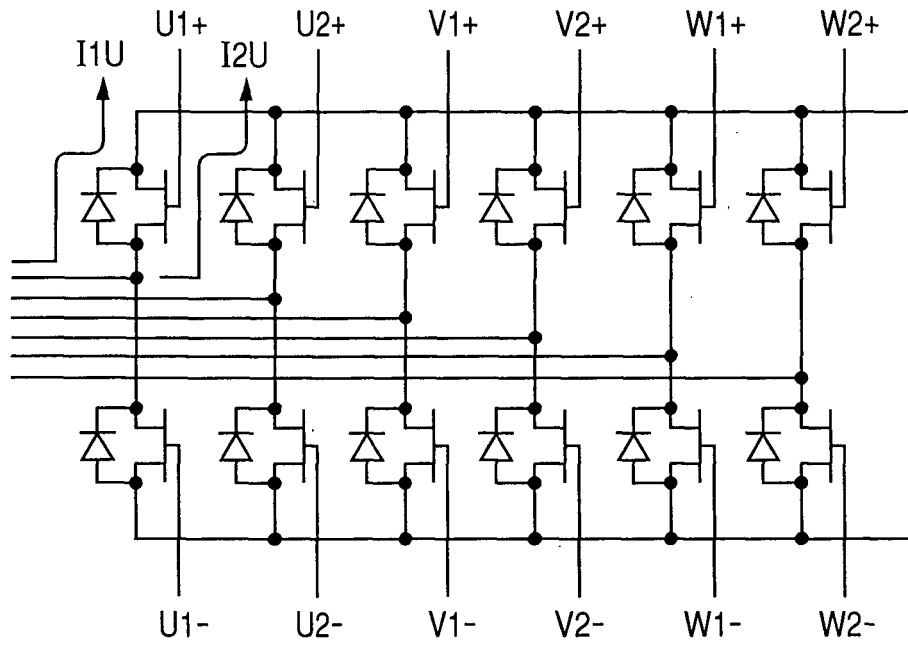 U1+ U2+ V1+ V2+ W1+ W2+
I1U I2U
U1- U2- V1- V2- W1- W2-